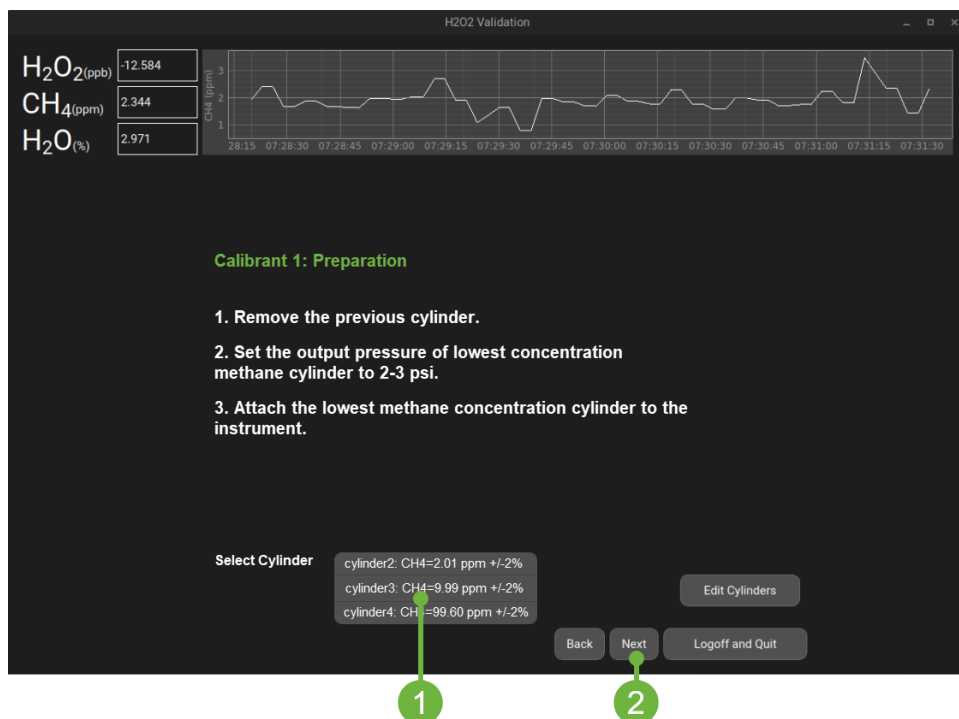 H2O2 Validation
H₂O₂(ppb) -12.584
CH₄(ppm) 2.344
H₂O(%) 2.971
CH4 (ppm)
3
2
1
28:15 07:28:30 07:28:45 07:29:00 07:29:15 07:29:30 07:29:45 07:30:00 07:30:15 07:30:30 07:30:45 07:31:00 07:31:15 07:31:30
Calibrant 1: Preparation
1. Remove the previous cylinder.
2. Set the output pressure of lowest concentration
methane cylinder to 2-3 psi.
3. Attach the lowest methane concentration cylinder to the
instrument.
Select Cylinder
cylinder2: CH4=2.01 ppm +/-2%
cylinder3: CH4=9.99 ppm +/-2%
cylinder4: CH4=99.60 ppm +/-2%
Edit Cylinders
Back Next Logoff and Quit
1 2